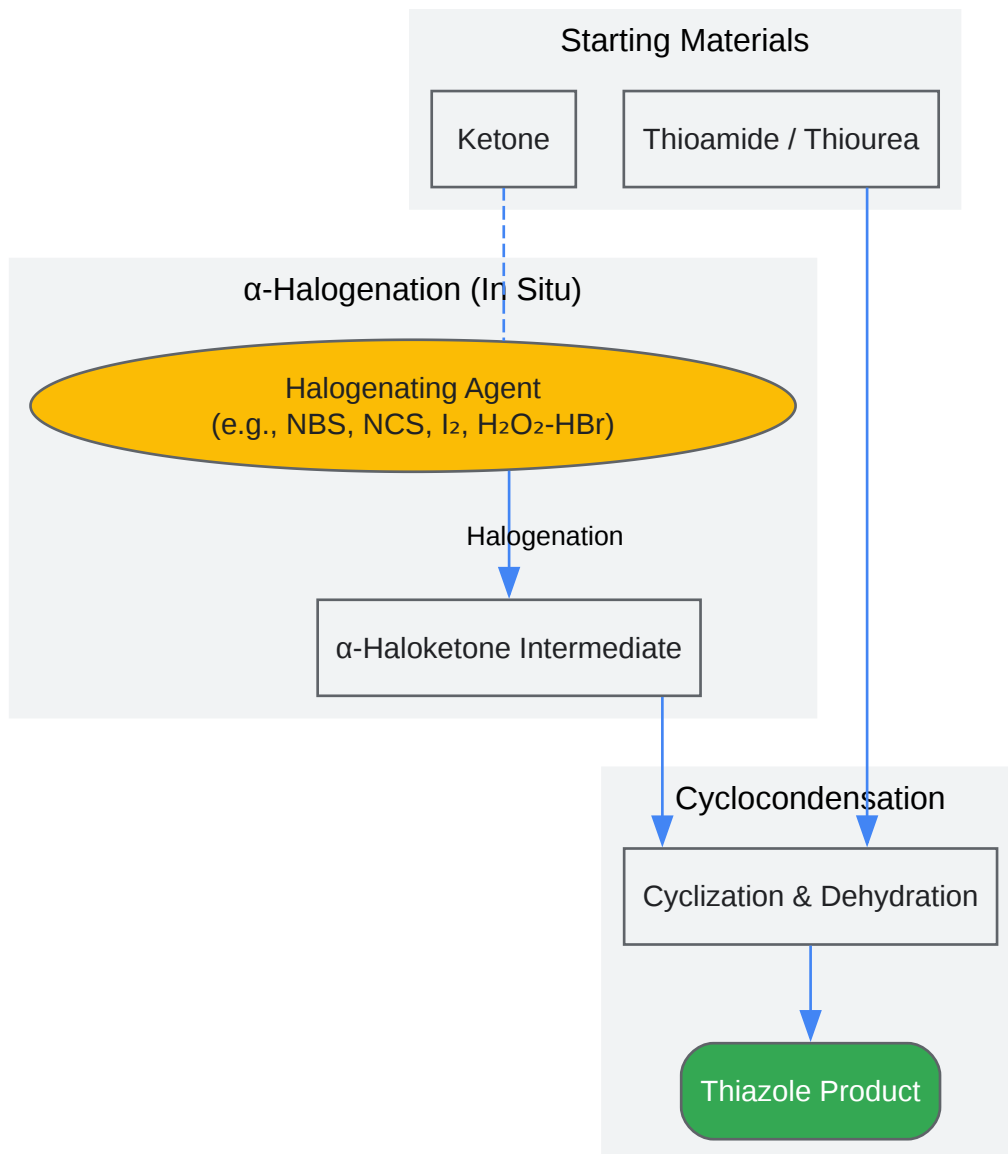 Starting Materials
Ketone
Thioamide / Thiourea
α-Halogenation (In Situ)
Halogenating Agent
(e.g., NBS, NCS, I₂, H₂O₂-HBr)
Halogenation
α-Haloketone Intermediate
Cyclocondensation
Cyclization & Dehydration
Thiazole Product